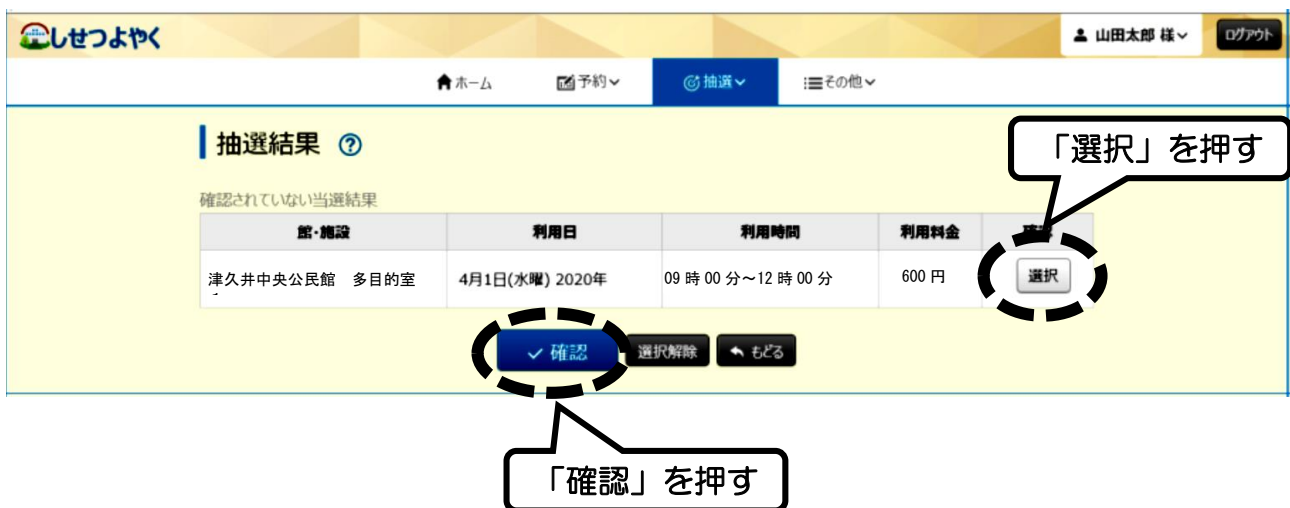 しせつよやく
山田太郎 様
ログアウト
ホーム
予約
抽選
その他
抽選結果 ?
「選択」を押す
確認されていない当選結果
館・施設 利用日 利用時間 利用料金
津久井中央公民館 多目的室 4月1日(水曜) 2020年 09 時 00 分～12 時 00 分 600 円 選択
確認 選択解除 もどる
「確認」を押す